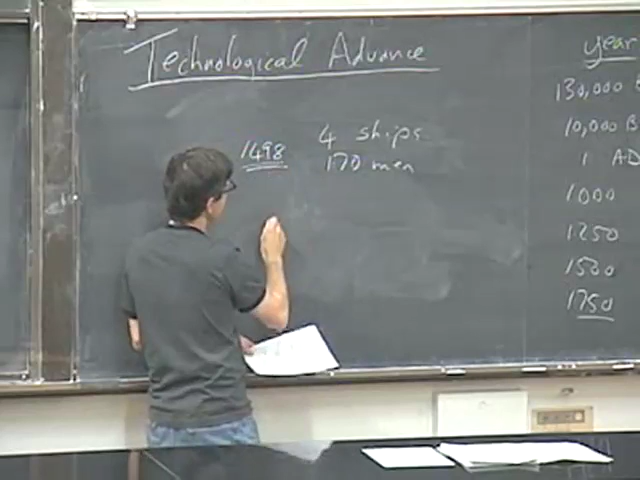 Technological Advance
1498
4 ships
170 men
year
130,000 B
10,000 B
1 AD
1000
1250
1500
1750